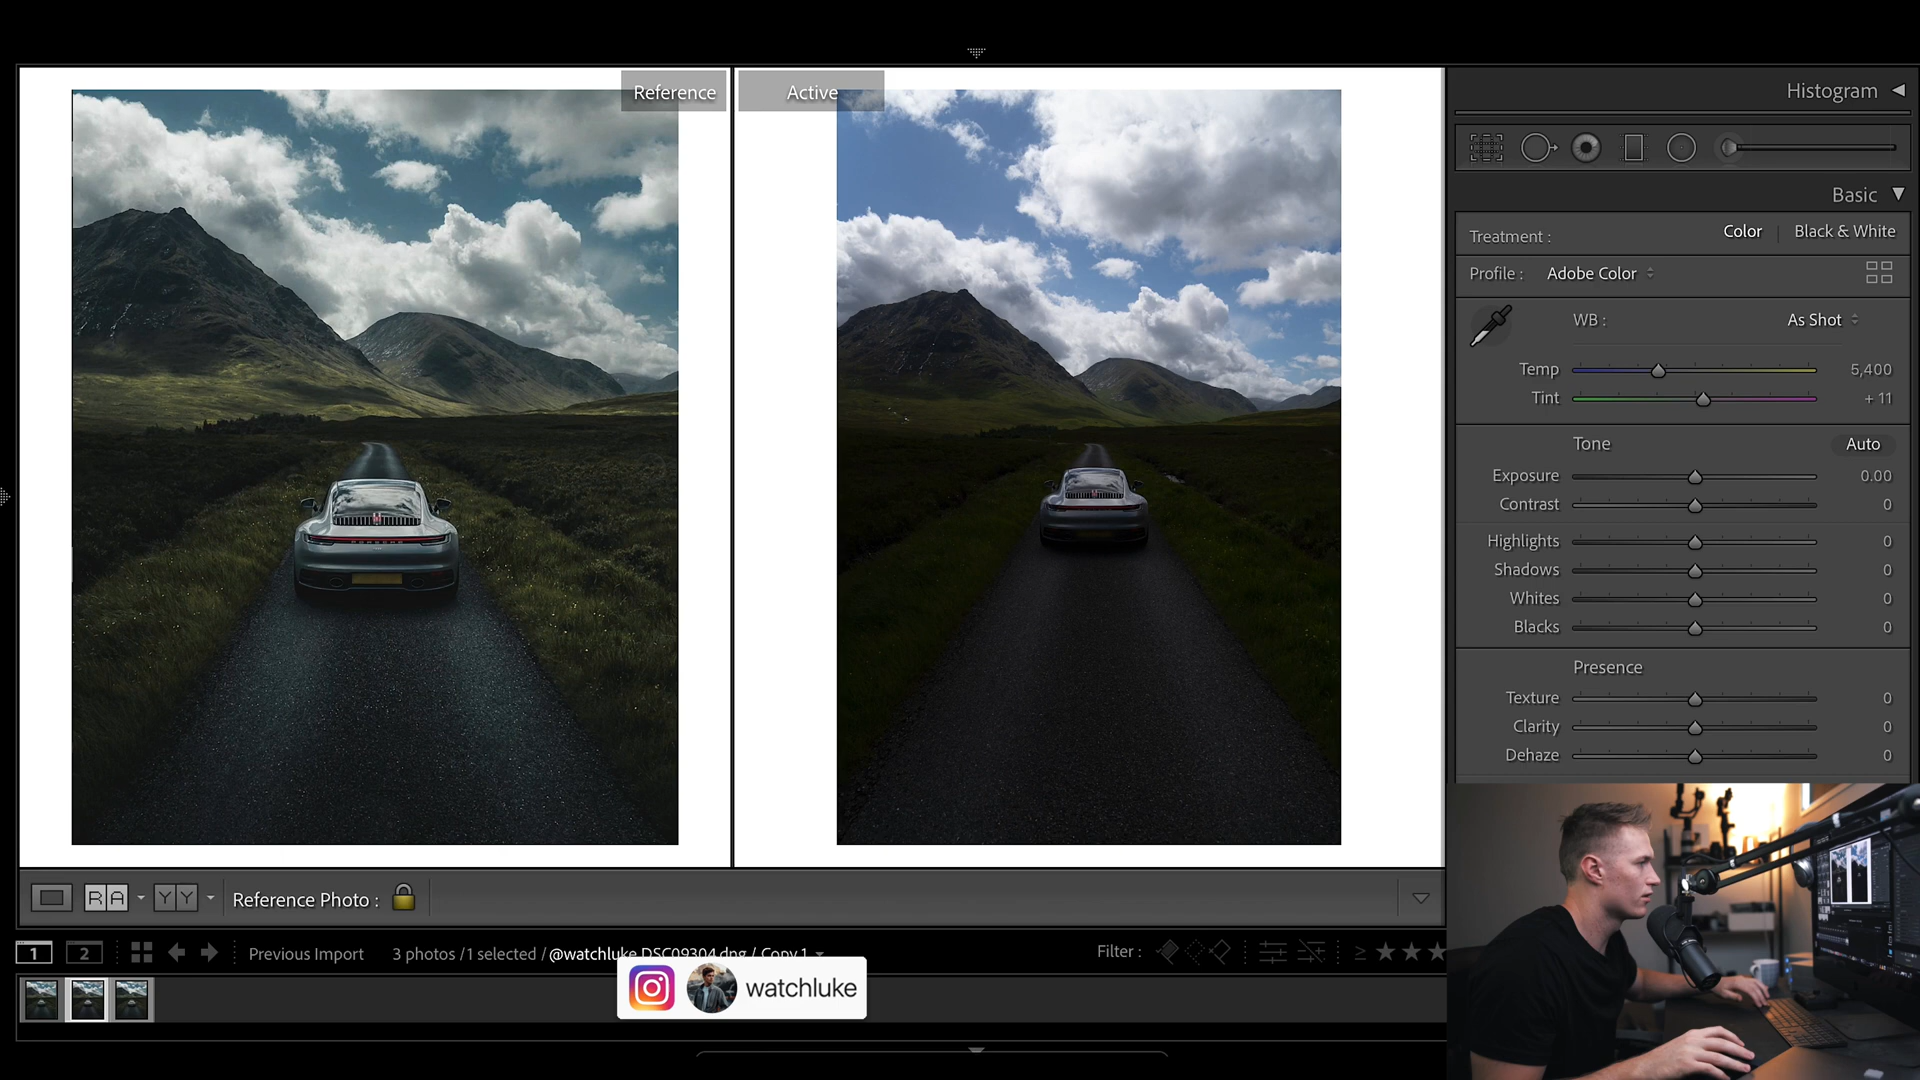 Reference
Active
Histogram
Basic
Treatment :
Color
Black & White
Profile :
Adobe Color
WB :
As Shot
Temp
5,400
Tint
+ 11
Tone
Auto
Exposure
0.00
Contrast
0
Highlights
0
Shadows
0
Whites
0
Blacks
0
Presence
Texture
0
Clarity
0
Dehaze
0
PORSCHE
R A
Y Y
Reference Photo :
1
2
Previous Import
3 photos /1 selected / @watchluke_DSC09304.dng / Copy 1
Filter :
≥
watchluke